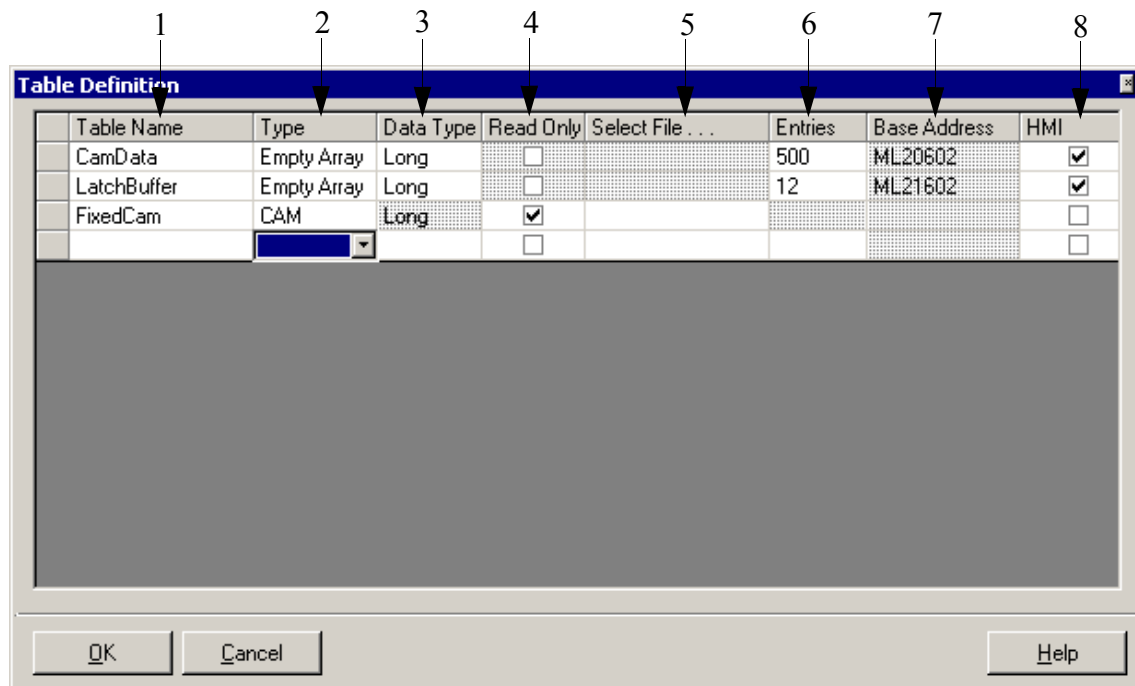 1 2 3 4 5 6 7 8
Table Definition
Table Name Type Data Type Read Only Select File . . . Entries Base Address HMI
CamData Empty Array Long 500 ML20602
LatchBuffer Empty Array Long 12 ML21602
FixedCam CAM Long
OK Cancel Help